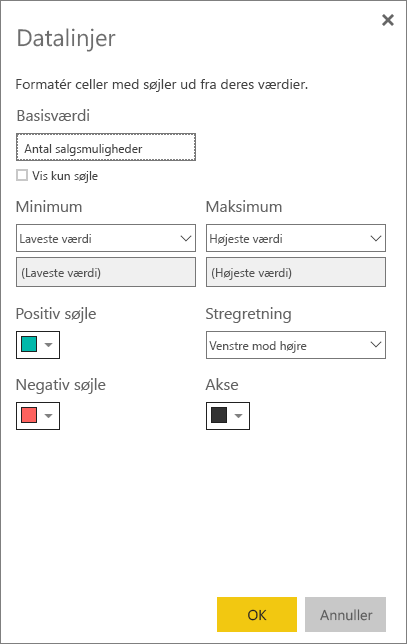 Datalinjer
Formatér celler med søjler ud fra deres værdier.
Basisværdi
Antal salgsmuligheder
Vis kun søjle
Minimum
Maksimum
Laveste værdi
Højeste værdi
(Laveste værdi)
(Højeste værdi)
Positiv søjle
Stregretning
Venstre mod højre
Negativ søjle
Akse
OK
Annuller